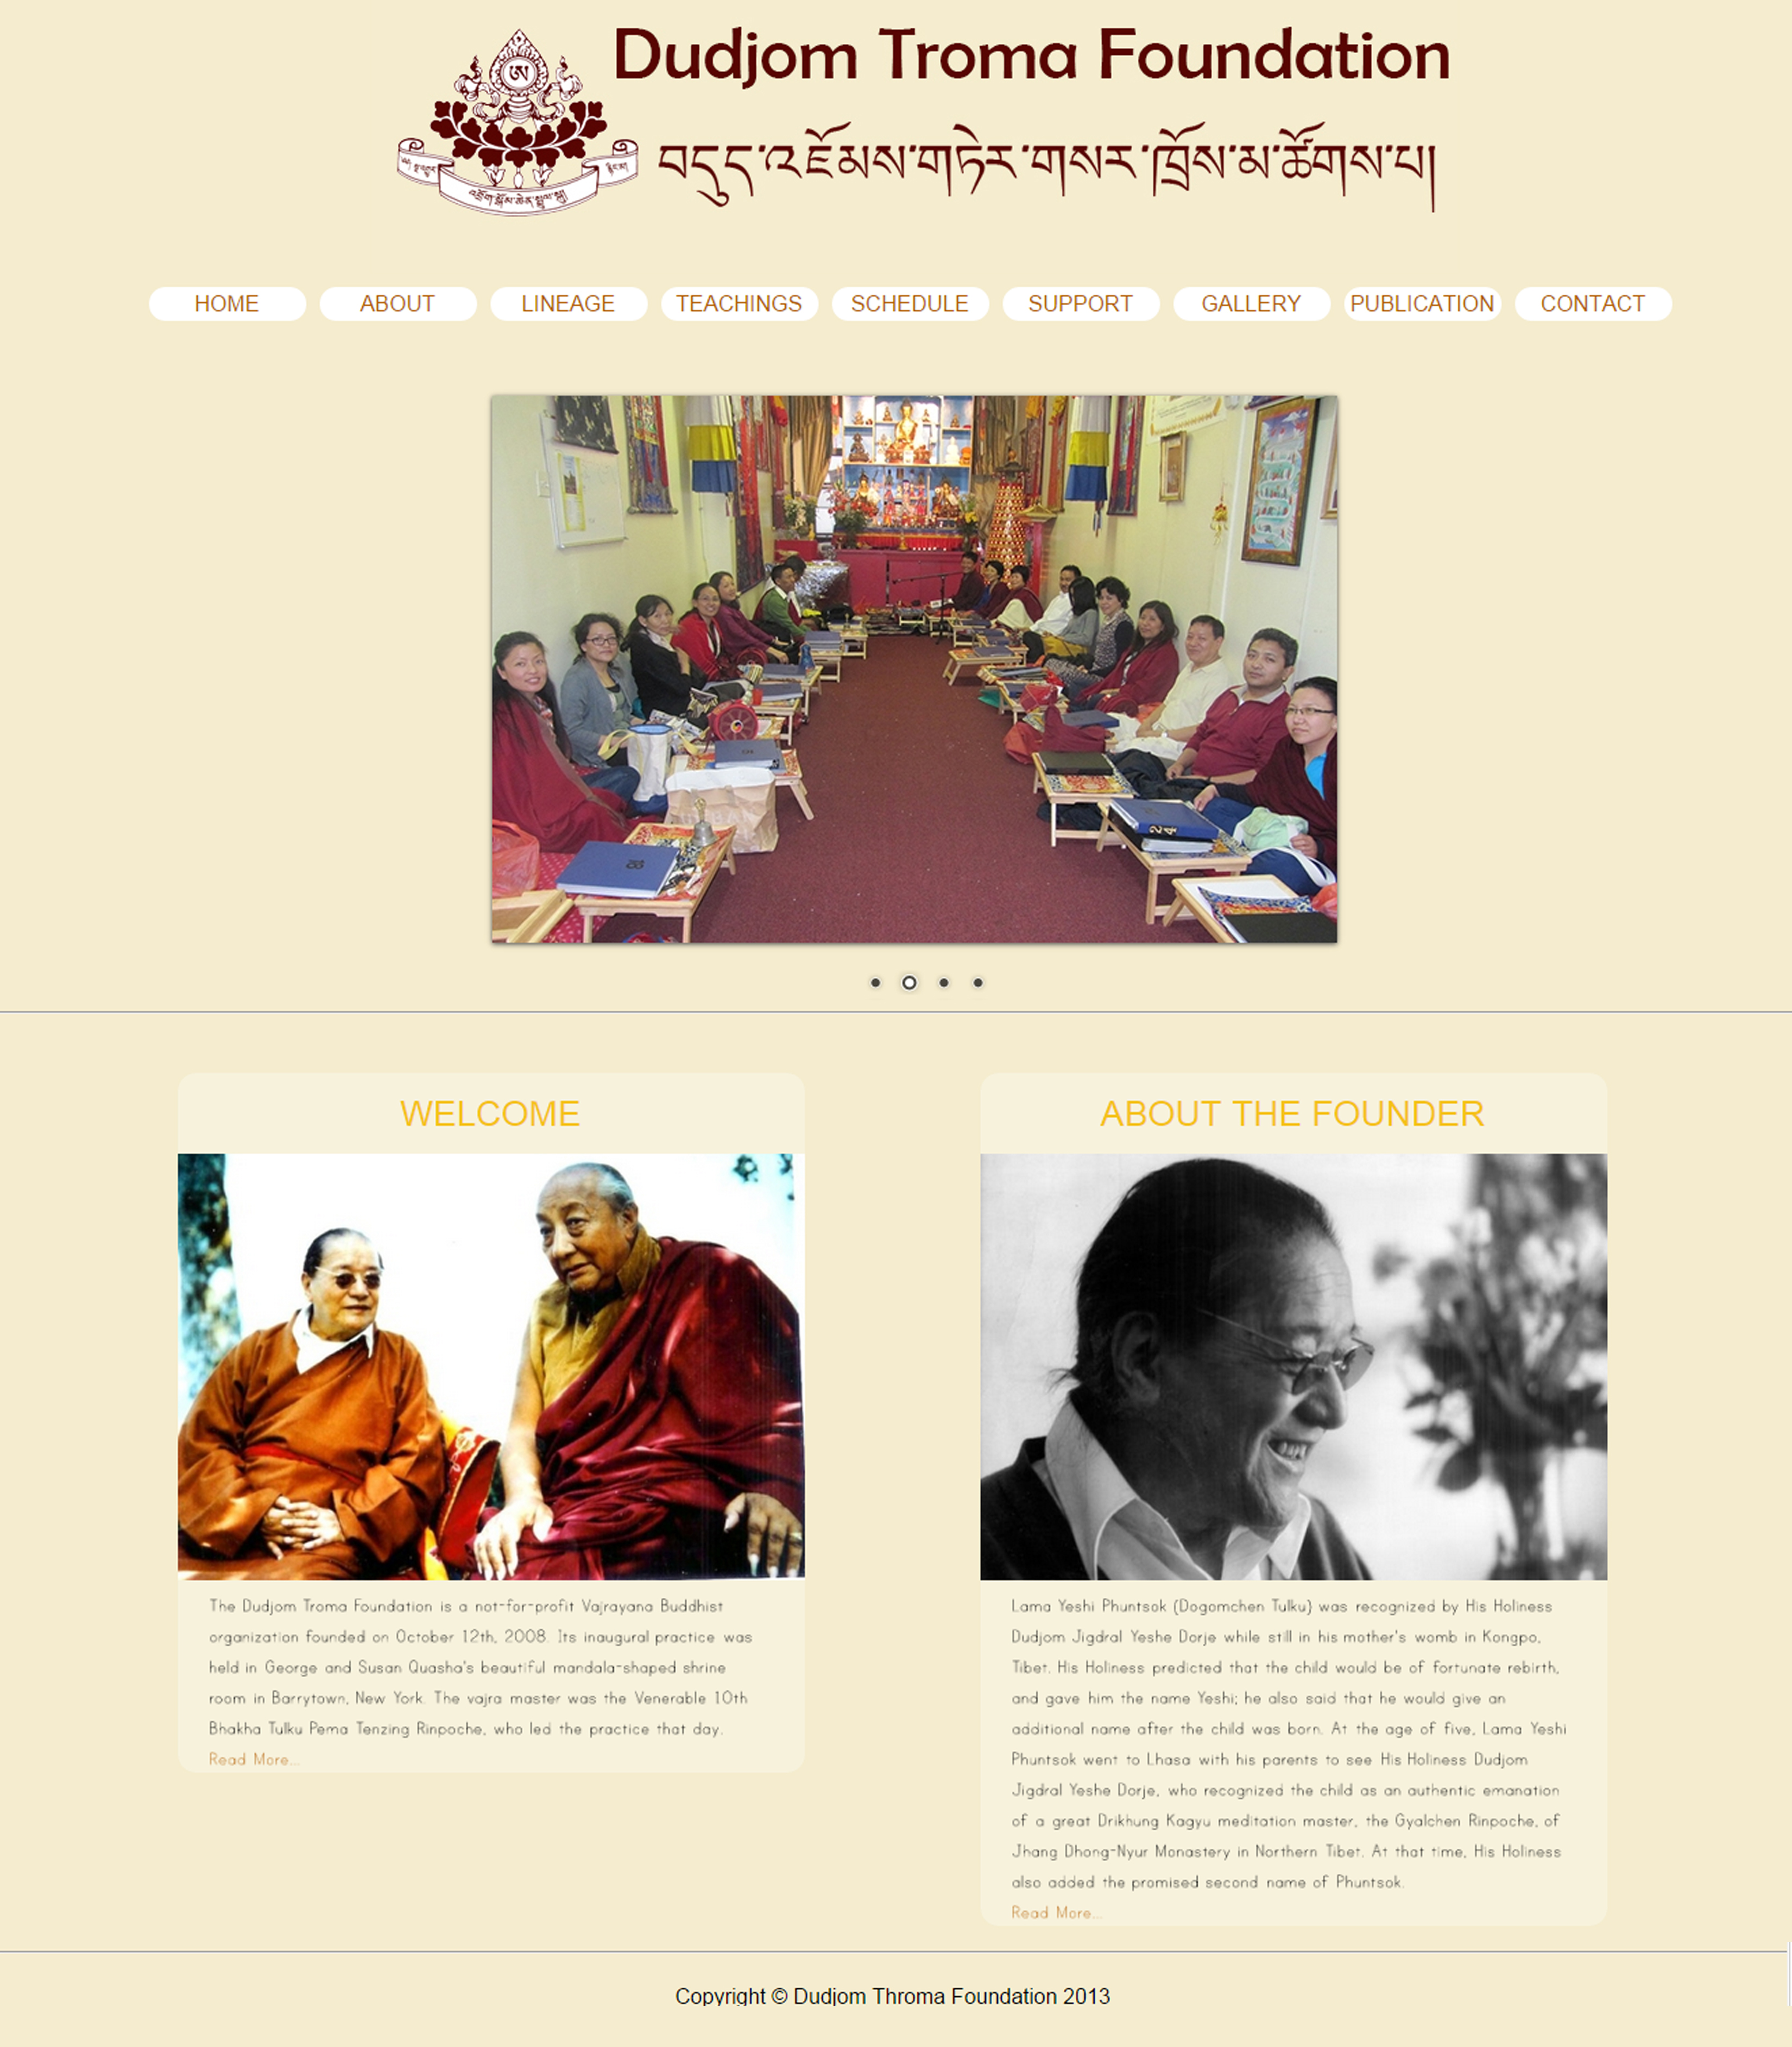 Dudjom Troma Foundation
བདུད་འཇོམས་གཏེར་གསར་ཁྲོས་མ་ཚོགས་པ།
HOME ABOUT LINEAGE TEACHINGS SCHEDULE SUPPORT GALLERY PUBLICATION CONTACT
WELCOME
The Dudjom Troma Foundation is a not-for-profit Vajrayana Buddhist
organization founded on October 12th, 2008. Its inaugural practice was
held in George and Susan Quasha's beautiful mandala-shaped shrine
room in Barrytown, New York. The vajra master was the Venerable 10th
Bhakha Tulku Pema Tenzing Rinpoche, who led the practice that day.
Read More...
ABOUT THE FOUNDER
Lama Yeshi Phuntsok (Dogomchen Tulku) was recognized by His Holiness
Dudjom Jigdral Yeshe Dorje while still in his mother's womb in Kongpo,
Tibet. His Holiness predicted that the child would be of fortunate rebirth,
and gave him the name Yeshi; he also said that he would give an
additional name after the child was born. At the age of five, Lama Yeshi
Phuntsok went to Lhasa with his parents to see His Holiness Dudjom
Jigdral Yeshe Dorje, who recognized the child as an authentic emanation
of a great Drikhung Kagyu meditation master, the Gyalchen Rinpoche, of
Jhang Dhong-Nyur Monastery in Northern Tibet. At that time, His Holiness
also added the promised second name of Phuntsok.
Read More...
Copyright © Dudjom Throma Foundation 2013